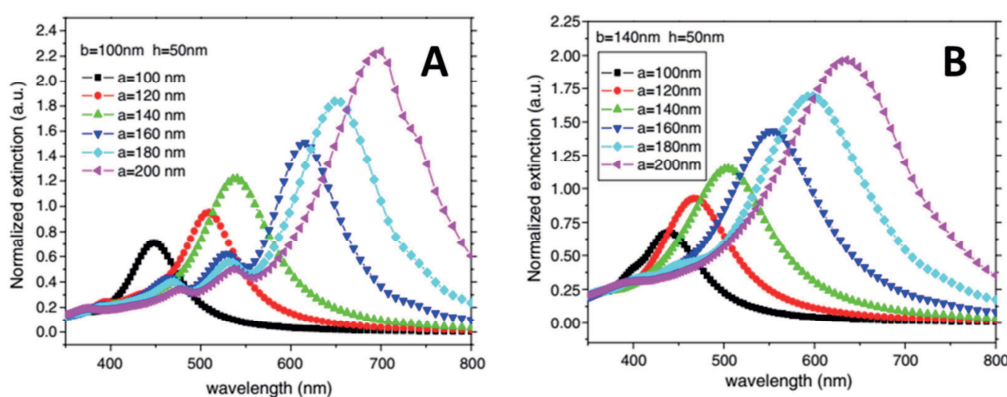 b=100nm h=50nm
A
a=100 nm
a=120 nm
a=140 nm
a=160 nm
a=180 nm
a=200 nm
Normalized extinction (a.u.)
2.4
2.2
2.0
1.8
1.6
1.4
1.2
1.0
0.8
0.6
0.4
0.2
0.0
400 500 600 700 800
wavelength (nm)
b=140nm h=50nm
B
a=100nm
a=120nm
a=140nm
a=160nm
a=180nm
a=200nm
Normalized extinction (a.u.)
2.25
2.00
1.75
1.50
1.25
1.00
0.75
0.50
0.25
0.00
400 500 600 700 800
wavelength (nm)